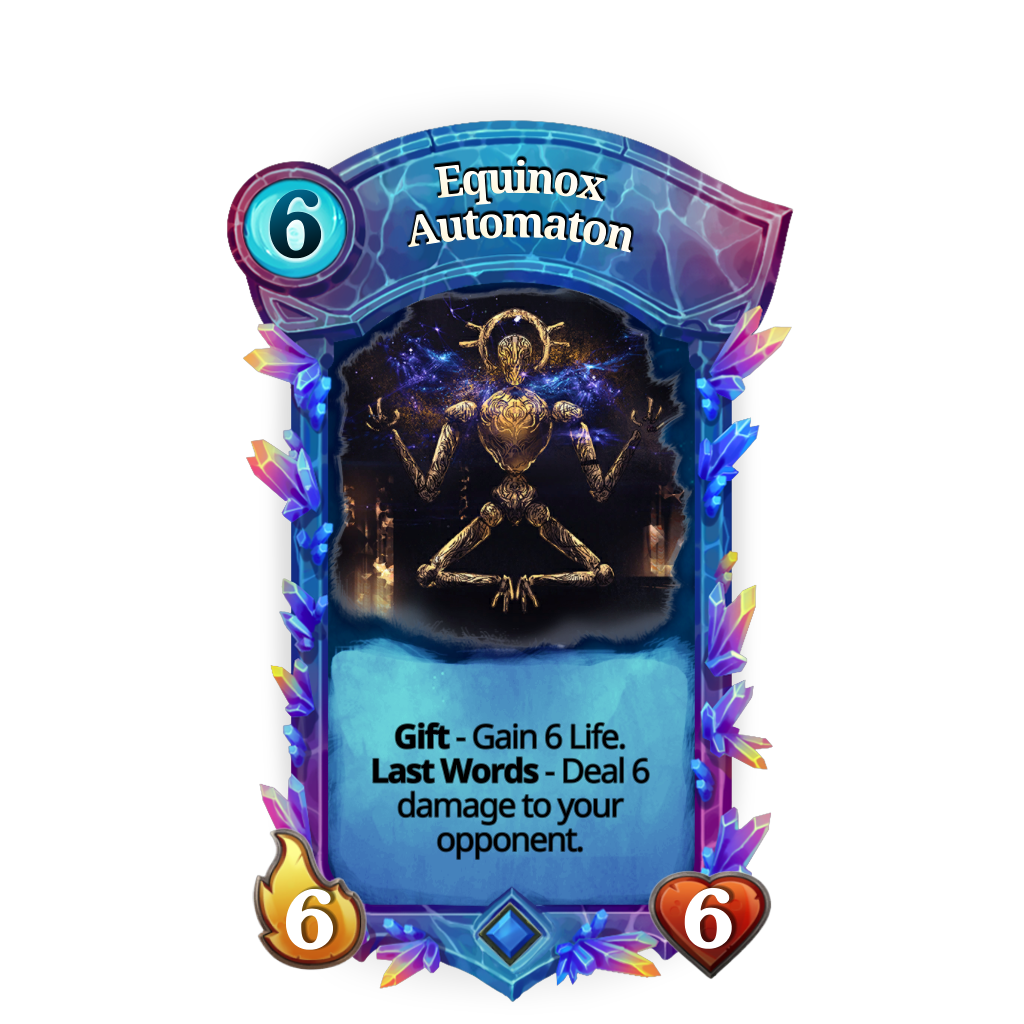 6
Equinox
Automaton
Gift - Gain 6 Life.
Last Words - Deal 6
damage to your
opponent.
6
6